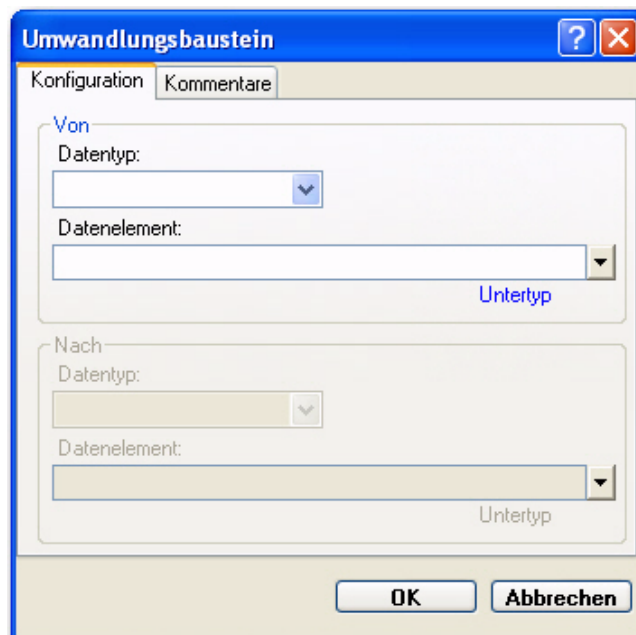 Umwandlungsbaustein ?
Konfiguration Kommentare
Von
Datentyp:
Datenelement:
Untertyp
Nach
Datentyp:
Datenelement:
Untertyp
OK Abbrechen